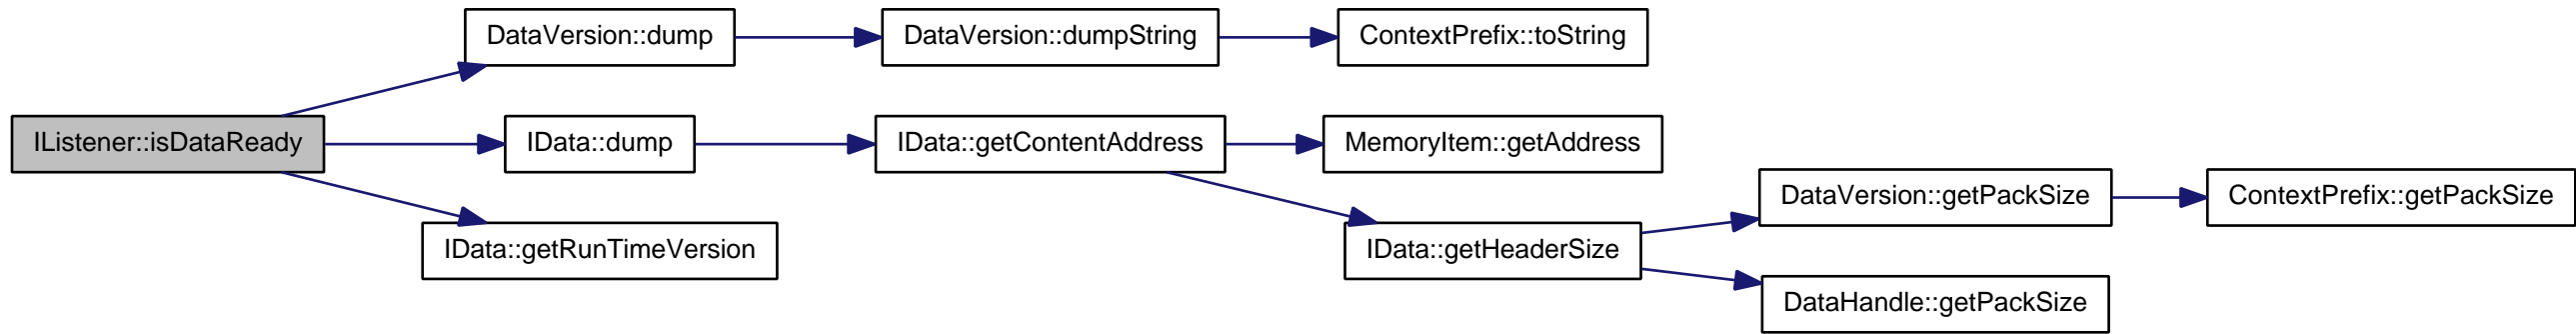 DataVersion::dump
DataVersion::dumpString
ContextPrefix::toString
IListener::isDataReady
IData::dump
IData::getContentAddress
MemoryItem::getAddress
DataVersion::getPackSize
ContextPrefix::getPackSize
IData::getRunTimeVersion
IData::getHeaderSize
DataHandle::getPackSize